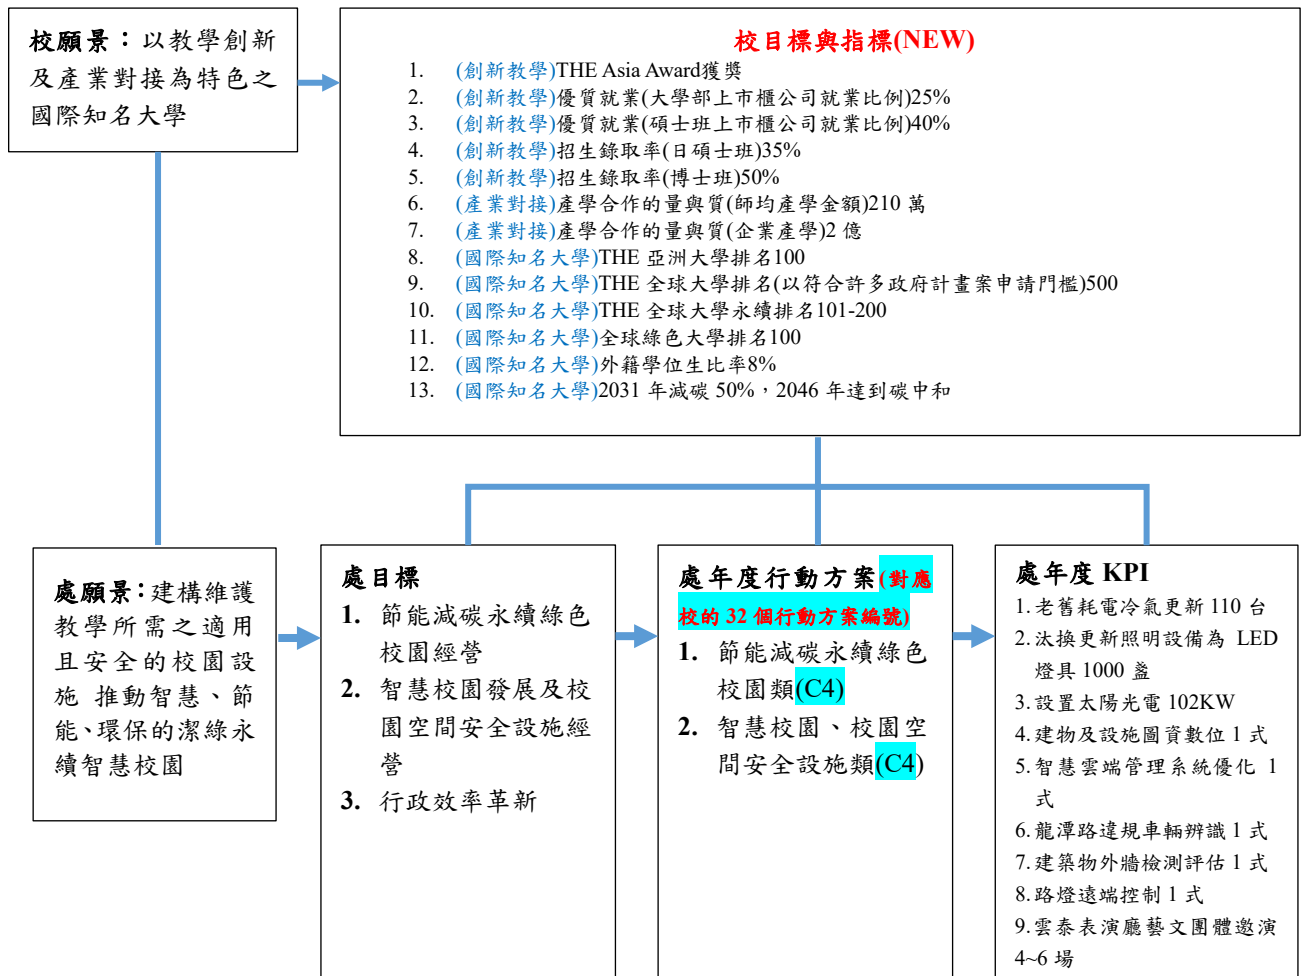 校願景：以教學創新
及產業對接為特色之
國際知名大學
校目標與指標(NEW)
1. (創新教學)THE Asia Award獲獎
2. (創新教學)優質就業(大學部上市櫃公司就業比例)25%
3. (創新教學)優質就業(碩士班上市櫃公司就業比例)40%
4. (創新教學)招生錄取率(日碩士班)35%
5. (創新教學)招生錄取率(博士班)50%
6. (產業對接)產學合作的量與質(師均產學金額)210 萬
7. (產業對接)產學合作的量與質(企業產學)2 億
8. (國際知名大學)THE 亞洲大學排名100
9. (國際知名大學)THE 全球大學排名(以符合許多政府計畫案申請門檻)500
10. (國際知名大學)THE 全球大學永續排名101-200
11. (國際知名大學)全球綠色大學排名100
12. (國際知名大學)外籍學位生比率8%
13. (國際知名大學)2031 年減碳 50%，2046 年達到碳中和
處願景：建構維護
教學所需之適用
且安全的校園設
施 推動智慧、節
能、環保的潔綠永
續智慧校園
處目標
1. 節能減碳永續綠色
校園經營
2. 智慧校園發展及校
園空間安全設施經
營
3. 行政效率革新
處年度行動方案(對應
校的 32 個行動方案編號)
1. 節能減碳永續綠色
校園類(C4)
2. 智慧校園、校園空
間安全設施類(C4)
處年度 KPI
1.老舊耗電冷氣更新 110 台
2.汰換更新照明設備為 LED
燈具 1000 盞
3.設置太陽光電 102KW
4.建物及設施圖資數位 1 式
5.智慧雲端管理系統優化 1
式
6.龍潭路違規車輛辨識 1 式
7.建築物外牆檢測評估 1 式
8.路燈遠端控制 1 式
9.雲泰表演廳藝文團體邀演
4~6 場